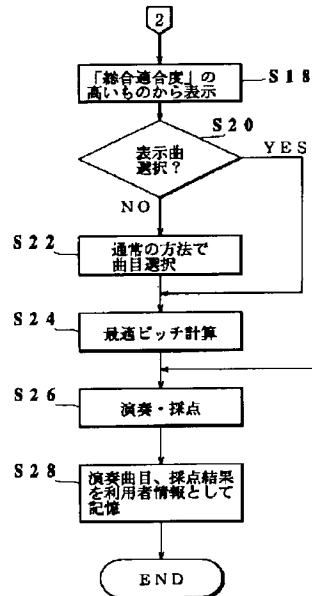 2
「総合適合度」の
高いものから表示
S18
S20
表示曲
選択？
YES
NO
S22
通常の方法で
曲目選択
S24
最適ピッチ計算
S26
演奏・採点
S28
演奏曲目、採点結果
を利用者情報として
記憶
END